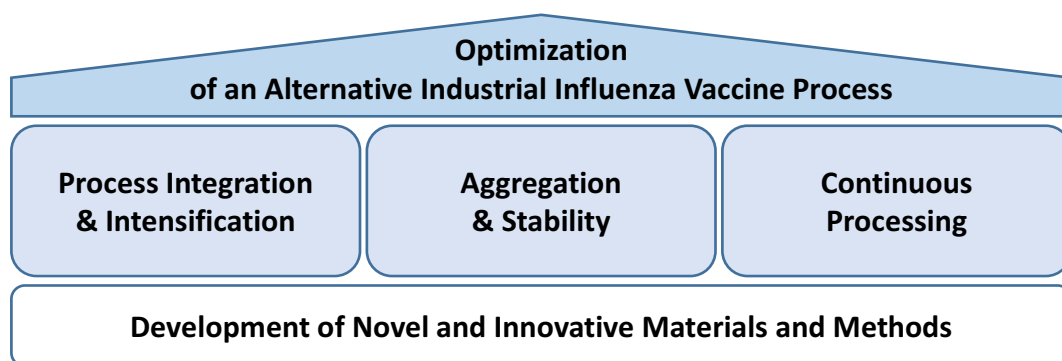 Optimization
of an Alternative Industrial Influenza Vaccine Process
Process Integration
& Intensification
Aggregation
& Stability
Continuous
Processing
Development of Novel and Innovative Materials and Methods